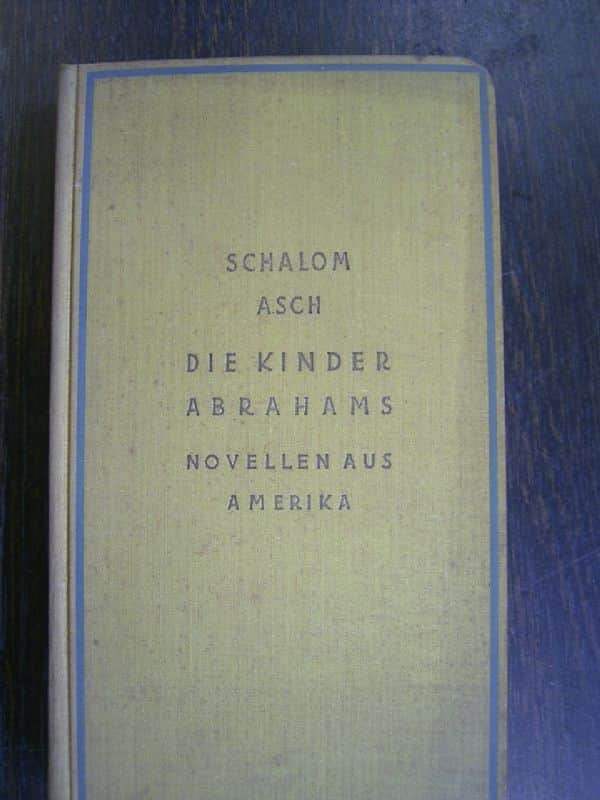 SCHALOM
ASCH
DIE KINDER
ABRAHAMS
NOVELLEN AUS
AMERIKA